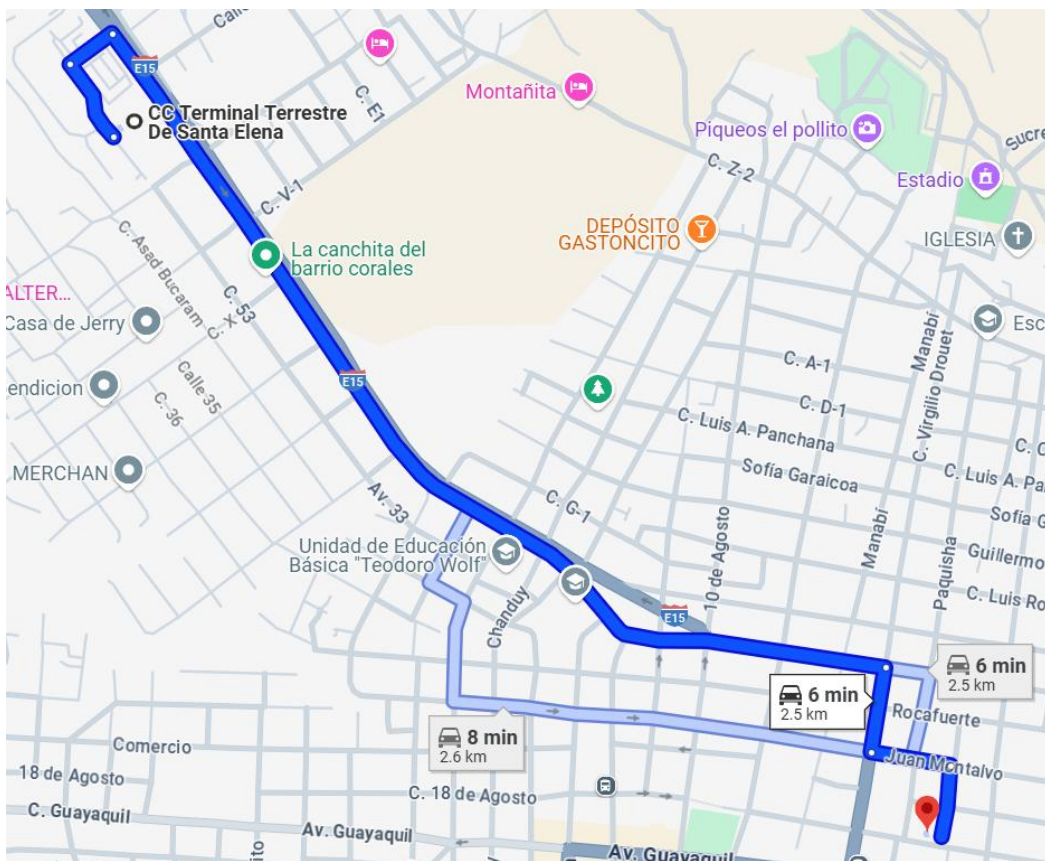 Calle
E15
CC Terminal Terrestre
De Santa Elena
C. E1
Montañita
Piqueos el pollito
Sucre
C. Z-2
Estadio
C. V-1
DEPÓSITO
GASTONCITO
IGLESIA
La canchita del
barrio corales
C. Asad Bucaram
C. X
C. 53
ALTER...
Casa de Jerry
Esc
Manabí
C. Virgilio Drouet
C. A-1
E15
endicion
Calle 35
C. 36
C. D-1
C. Luis A. Panchana
C. C
MERCHAN
Sofía Garaicoa
C. Luis A. Pa
Av. 33
C. G-1
10 de Agosto
Manabí
Sofía G
Unidad de Educación
Básica "Teodoro Wolf"
Paquisha
Guillermo
C. Luis Ro
Chanduy
E15
6 min
2.5 km
6 min
2.5 km
Rocafuerte
8 min
2.6 km
Comercio
Juan Montalvo
18 de Agosto
C. 18 de Agosto
C. Guayaquil
Av. Guayaquil
Av. Guayaquil